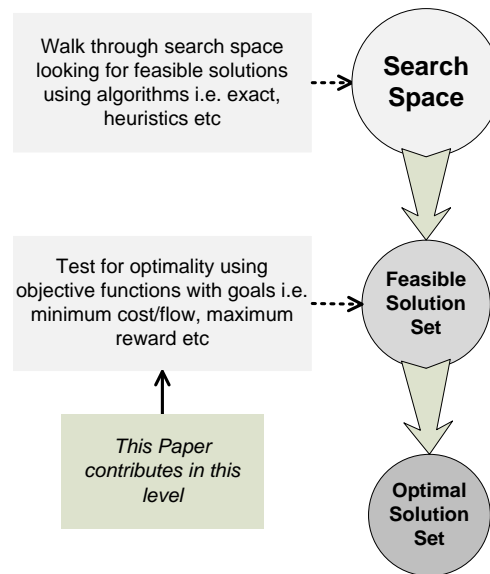 Walk through search space
looking for feasible solutions
using algorithms i.e. exact,
heuristics etc
Search
Space
Test for optimality using
objective functions with goals i.e.
minimum cost/flow, maximum
reward etc
Feasible
Solution
Set
This Paper
contributes in this
level
Optimal
Solution
Set